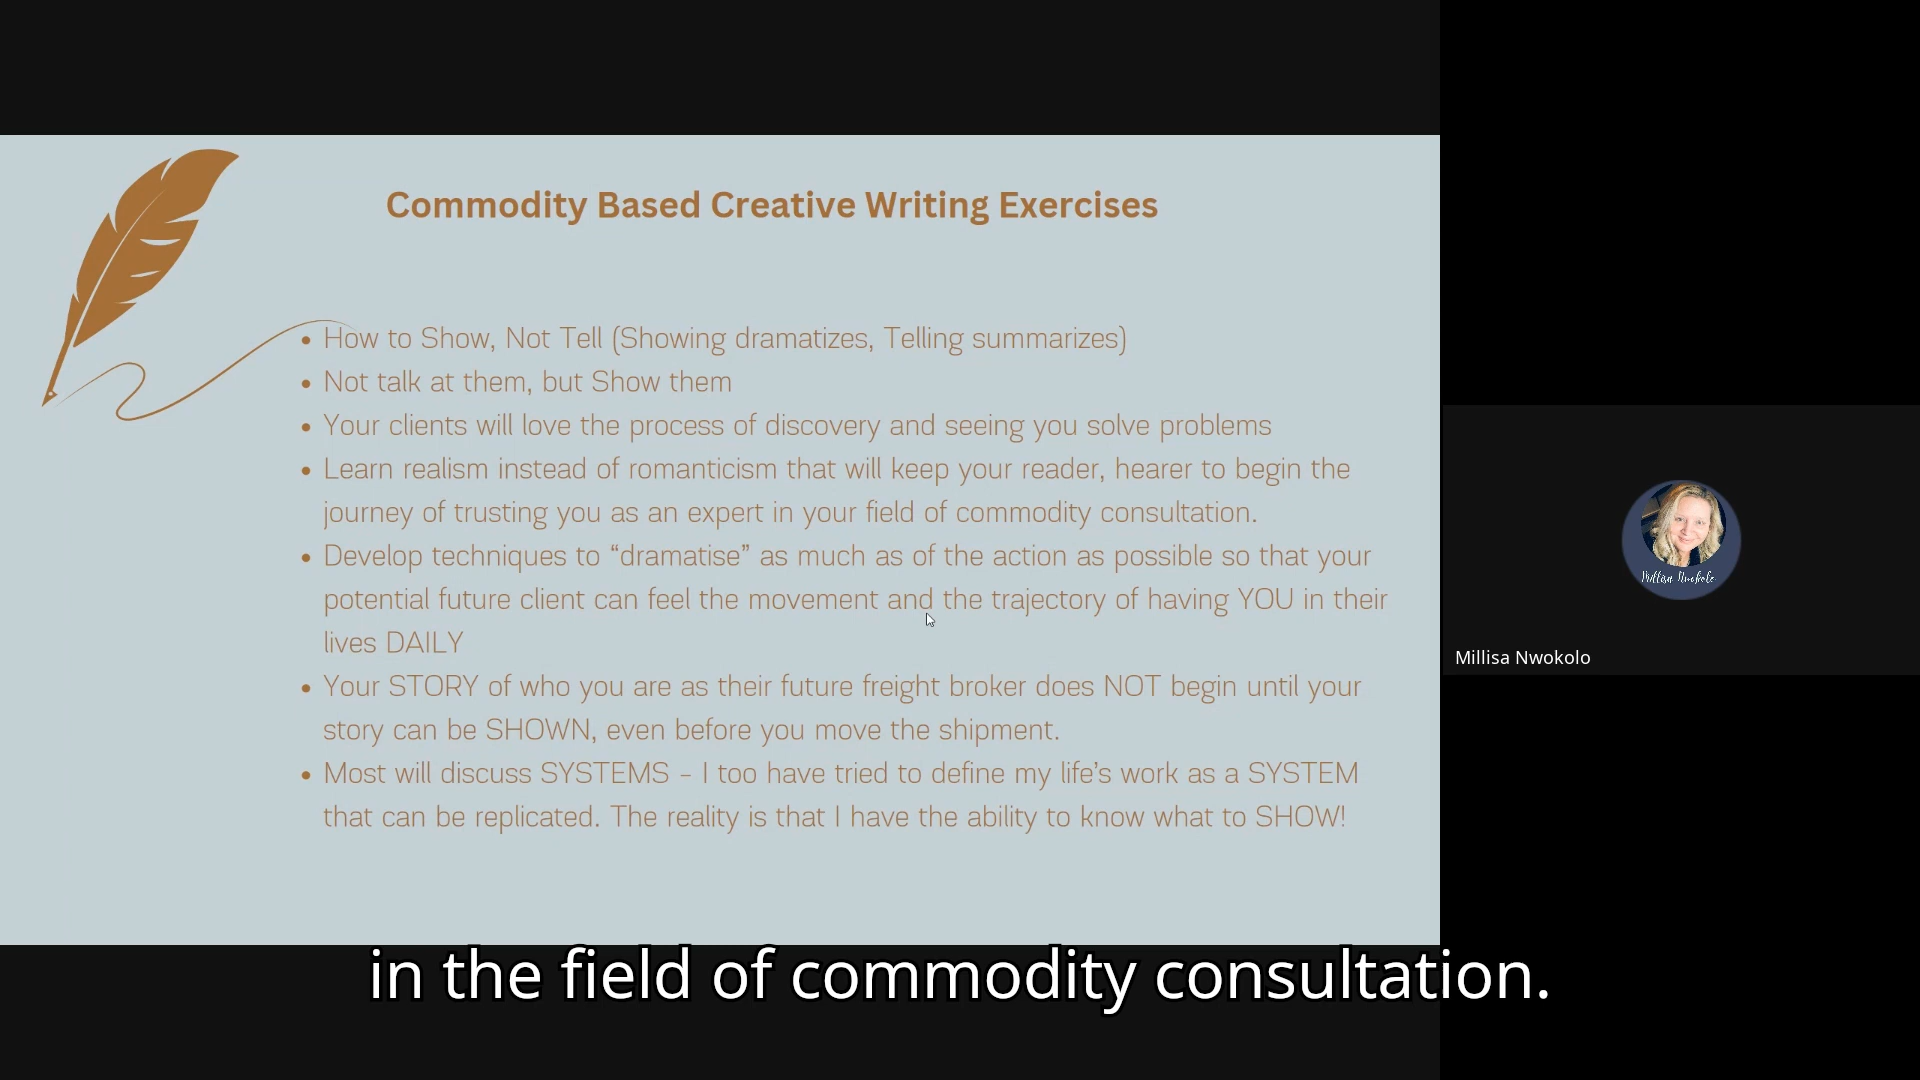 Commodity Based Creative Writing Exercises
• How to Show, Not Tell (Showing dramatizes, Telling summarizes)
• Not talk at them, but Show them
• Your clients will love the process of discovery and seeing you solve problems
• Learn realism instead of romanticism that will keep your reader, hearer to begin the
journey of trusting you as an expert in your field of commodity consultation.
• Develop techniques to “dramatise” as much as of the action as possible so that your
potential future client can feel the movement and the trajectory of having YOU in their
lives DAILY
• Your STORY of who you are as their future freight broker does NOT begin until your
story can be SHOWN, even before you move the shipment.
• Most will discuss SYSTEMS - I too have tried to define my life’s work as a SYSTEM
that can be replicated. The reality is that I have the ability to know what to SHOW!
Millisa Nwokolo
Millisa Nwokolo
in the field of commodity consultation.